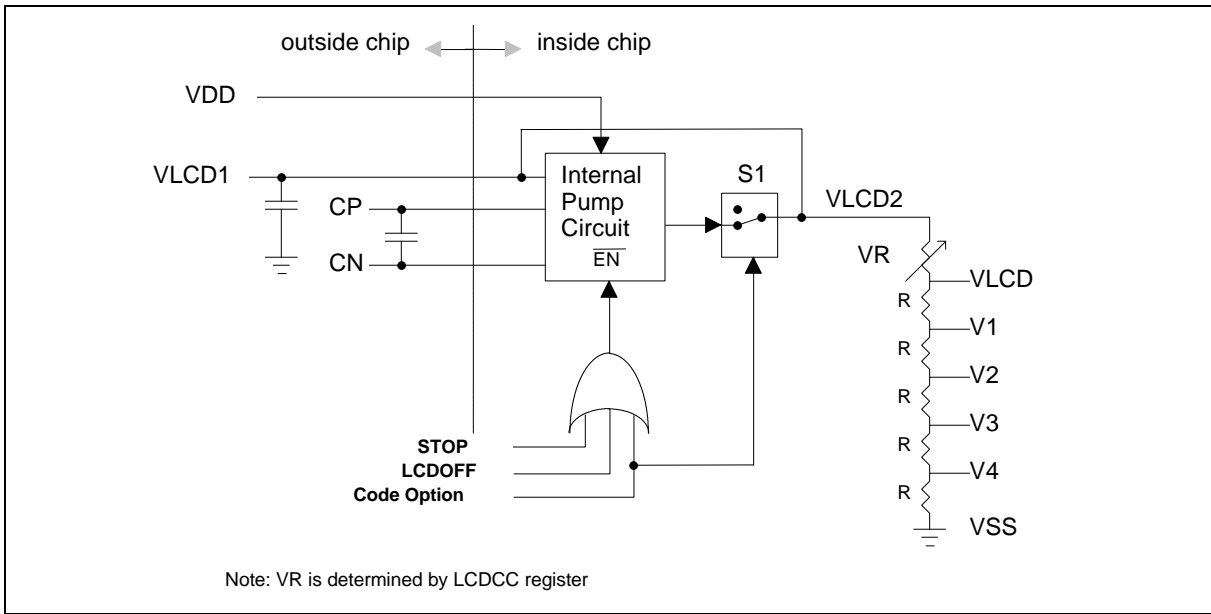 outside chip
inside chip
VDD
VLCD1
CP
CN
Internal
Pump
Circuit
EN
S1
VLCD2
VR
VLCD
R
V1
R
V2
R
V3
R
V4
R
VSS
STOP
LCDOFF
Code Option
Note: VR is determined by LCDCC register